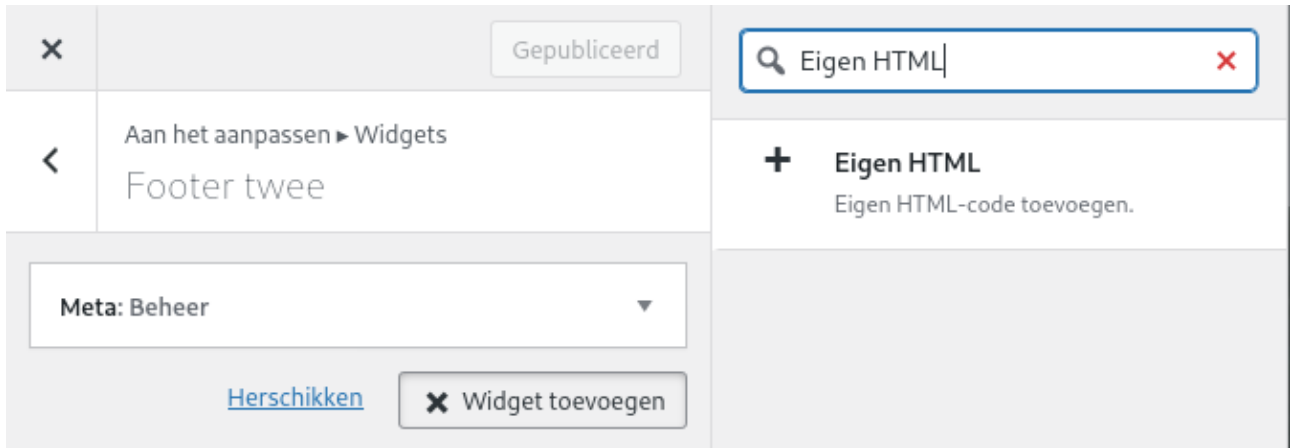 Gepubliceerd
Aan het aanpassen ▸ Widgets
Footer twee
Meta: Beheer
Herschikken
Widget toevoegen
Eigen HTML
Eigen HTML
Eigen HTML-code toevoegen.